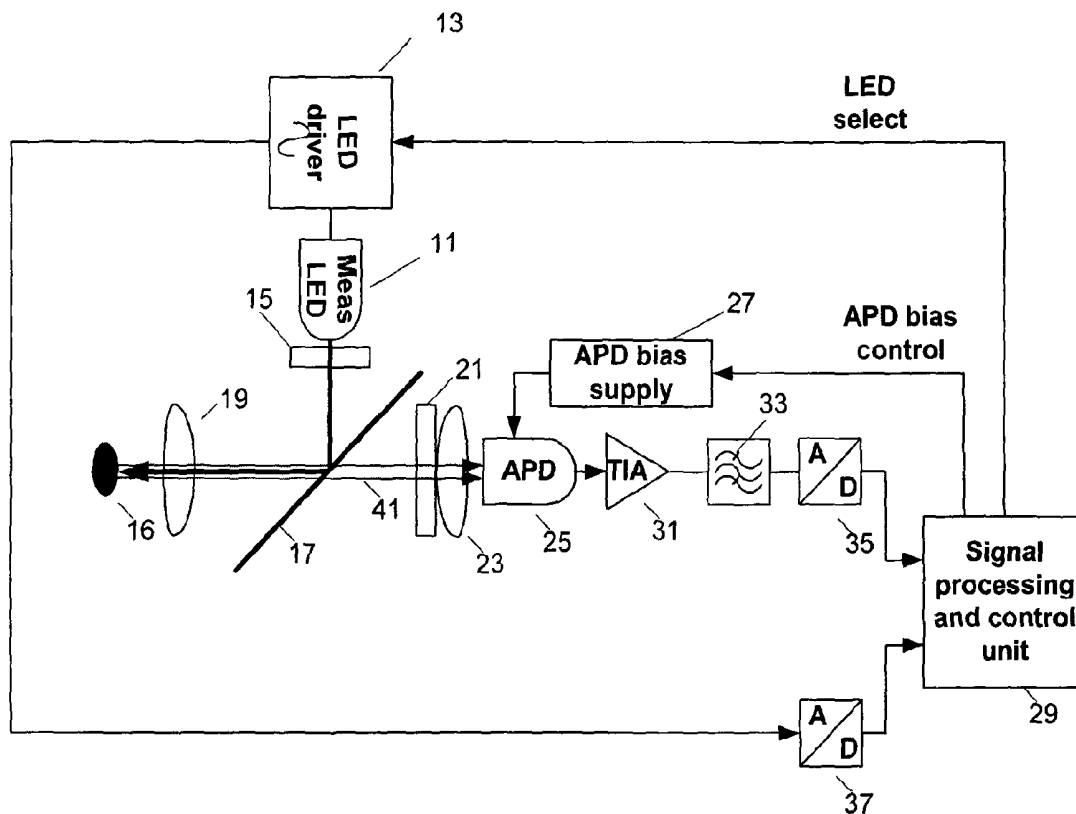 13
LED
driver
LED
select
Meas
LED
11
15
27
APD bias
supply
APD bias
control
21
19
33
APD
TIA
A
D
16
17
41
23
25
31
35
Signal
processing
and control
unit
29
A
D
37